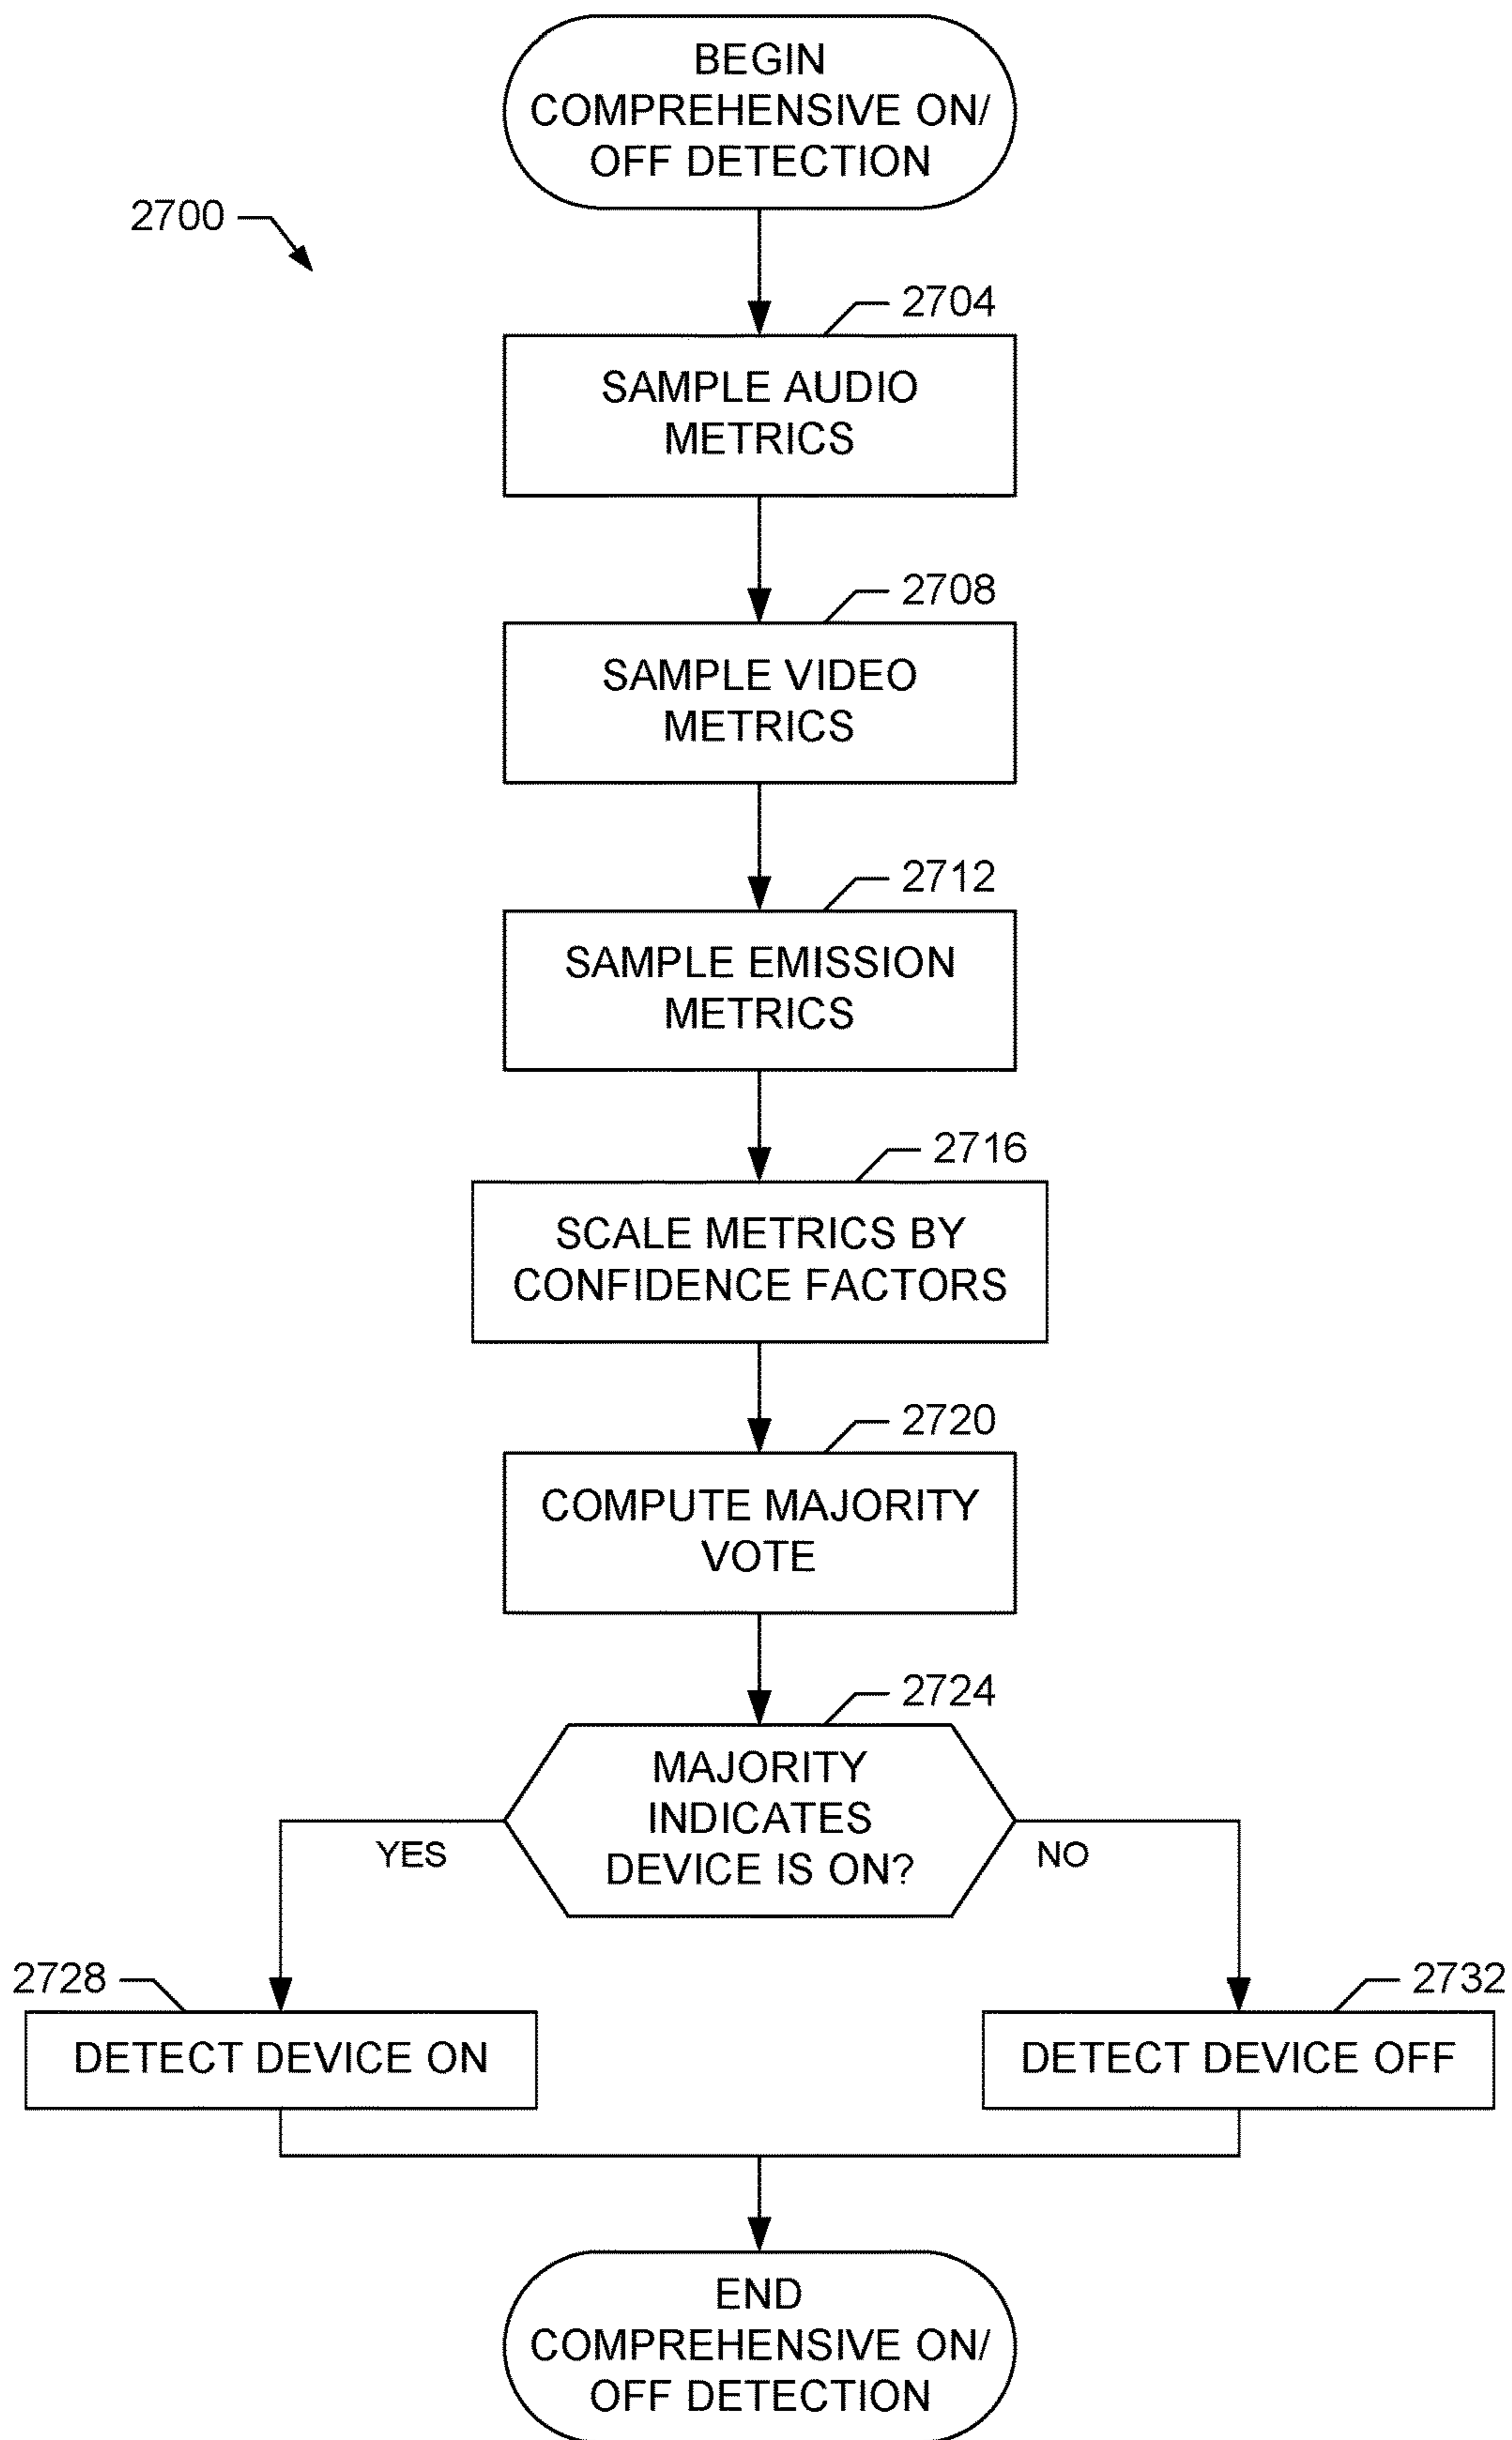 BEGIN
COMPREHENSIVE ON/
OFF DETECTION
2700
2704
SAMPLE AUDIO
METRICS
2708
SAMPLE VIDEO
METRICS
2712
SAMPLE EMISSION
METRICS
2716
SCALE METRICS BY
CONFIDENCE FACTORS
2720
COMPUTE MAJORITY
VOTE
2724
MAJORITY
INDICATES
DEVICE IS ON?
YES
NO
2728
2732
DETECT DEVICE ON
DETECT DEVICE OFF
END
COMPREHENSIVE ON/
OFF DETECTION